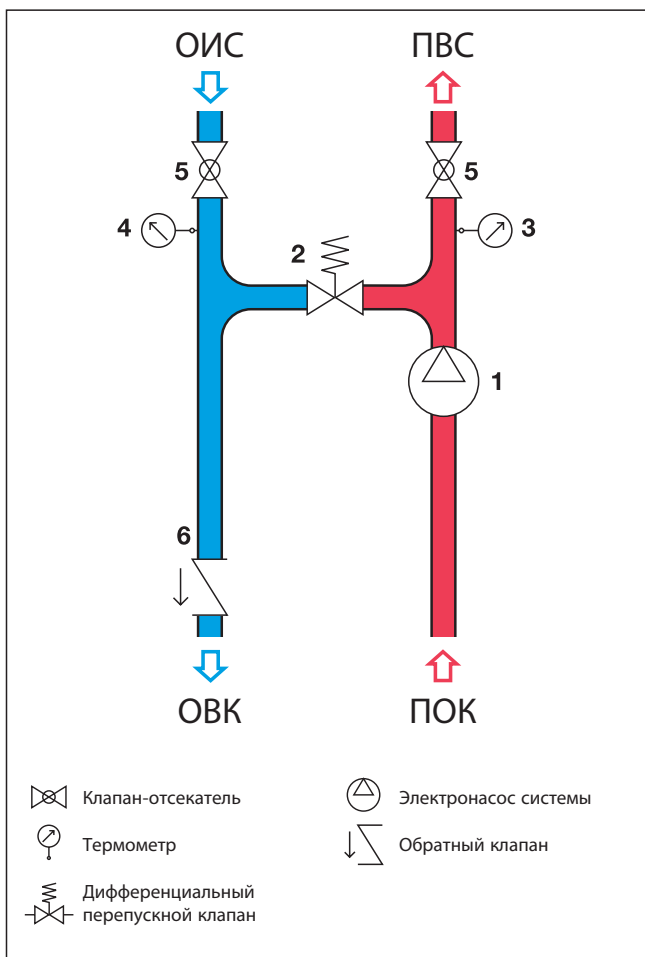 ОИС ПВС
5 5
4 3
2
1
6
ОВК ПОК
Клапан-отсекатель
Термометр
Дифференциальный
перепускной клапан
Электронасос системы
Обратный клапан